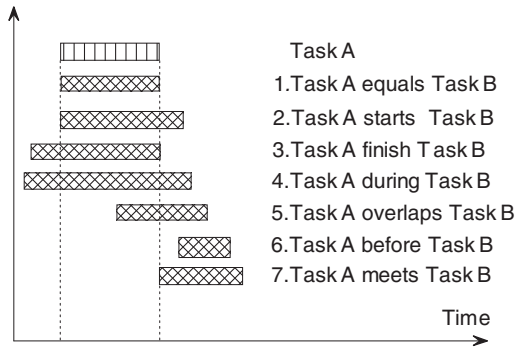 Task A
1.Task A equals Task B
2.Task A starts Task B
3.Task A finish Task B
4.Task A during Task B
5.Task A overlaps Task B
6.Task A before Task B
7.Task A meets Task B
Time